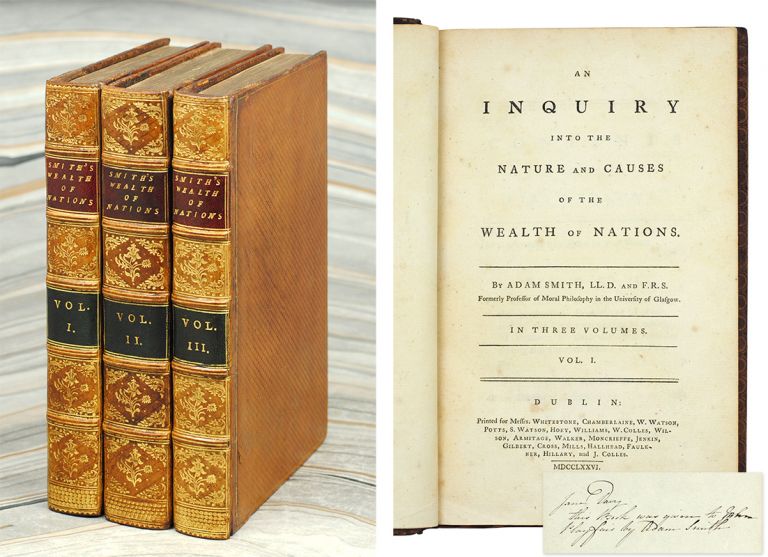 SMITH'S
WEALTH
OF
NATIONS
VOL.
I.
SMITH'S
WEALTH
OF
NATIONS
VOL.
II.
SMITH'S
WEALTH
OF
NATIONS
VOL.
III.
AN
INQUIRY
INTO THE
NATURE AND CAUSES
OF THE
WEALTH OF NATIONS.
By ADAM SMITH, LL.D. AND F.R.S.
Formerly Professor of Moral Philosophy in the University of Glasgow.
IN THREE VOLUMES.
VOL. I.
DUBLIN:
Printed for Messrs. WHITESTONE, CHAMBERLAINE, W. WATSON,
POTTS, S. WATSON, HOEY, WILLIAMS, W. COLLES, WIL-
SON, ARMITAGE, WALKER, MONCRIEFFE, JENKIN,
GILBERT, CROSS, MILLS, HALLHEAD, FAULK-
NER, HILLARY, and J. COLLES.
MDCCLXXVI.
this Book was given to John
Playfair by Adam Smith